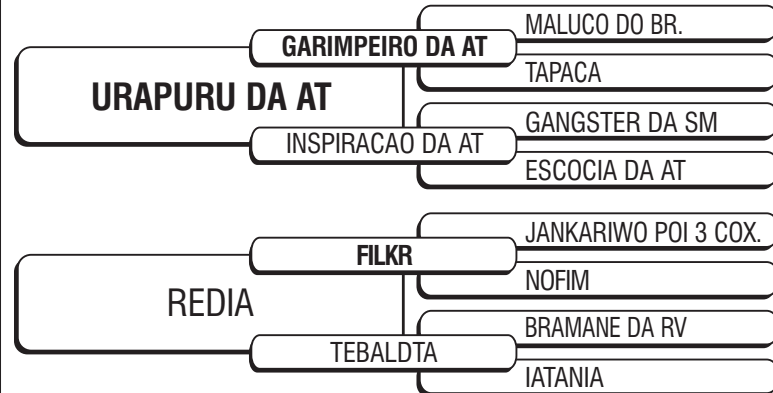 MALUCO DO BR.
GARIMPEIRO DA AT
TAPACA
URAPURU DA AT
GANGSTER DA SM
INSPIRACAO DA AT
ESCOCIA DA AT
JANKARIWO POI 3 COX.
FILKR
NOFIM
REDIA
BRAMANE DA RV
TEBALDTA
IATANIA